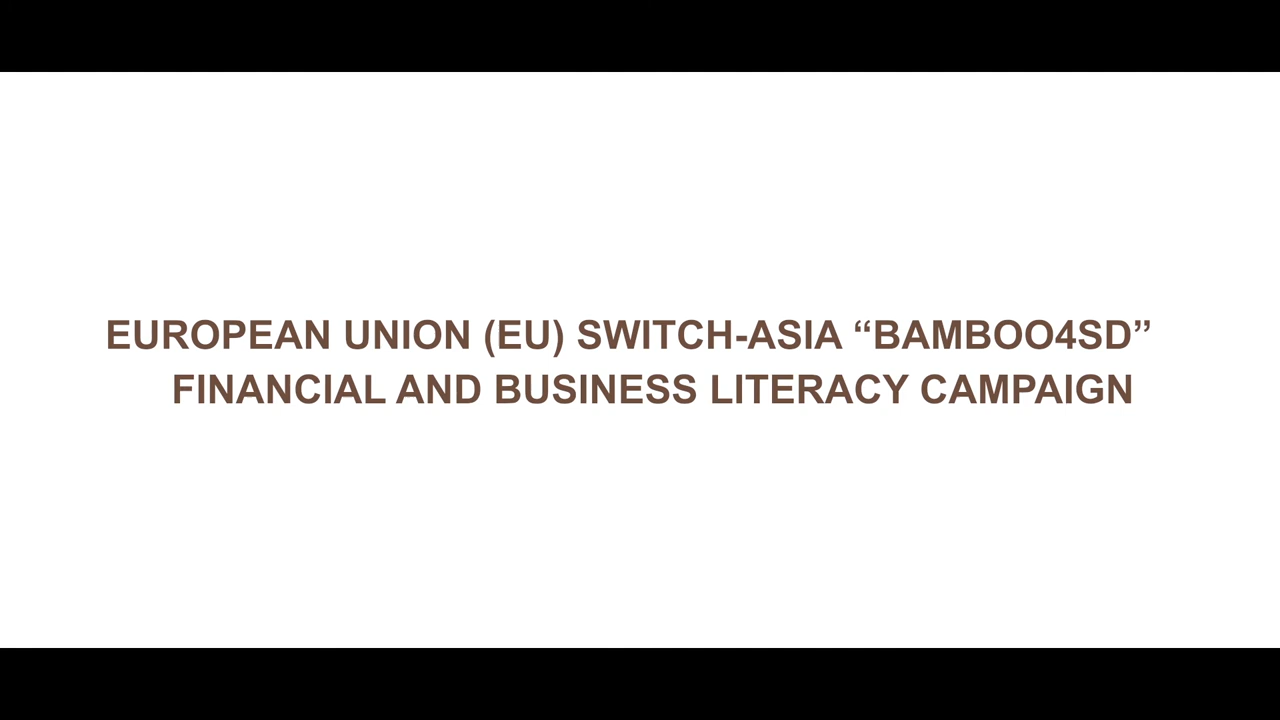 EUROPEAN UNION (EU) SWITCH-ASIA “BAMBOO4SD”
FINANCIAL AND BUSINESS LITERACY CAMPAIGN